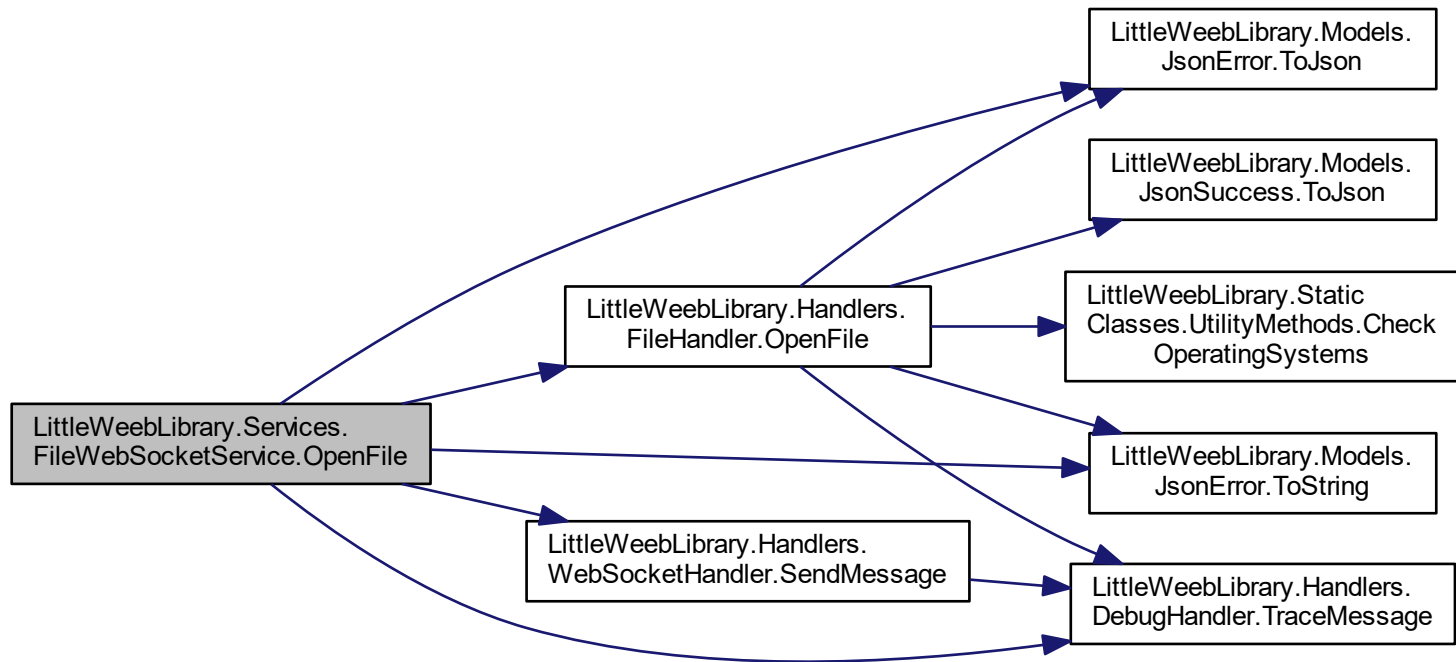 LittleWeebLibrary.Models.
JsonError.ToJson
LittleWeebLibrary.Models.
JsonSuccess.ToJson
LittleWeebLibrary.Handlers.
FileHandler.OpenFile
LittleWeebLibrary.Static
Classes.UtilityMethods.Check
OperatingSystems
LittleWeebLibrary.Services.
FileWebSocketService.OpenFile
LittleWeebLibrary.Models.
JsonError.ToString
LittleWeebLibrary.Handlers.
WebSocketHandler.SendMessage
LittleWeebLibrary.Handlers.
DebugHandler.TraceMessage